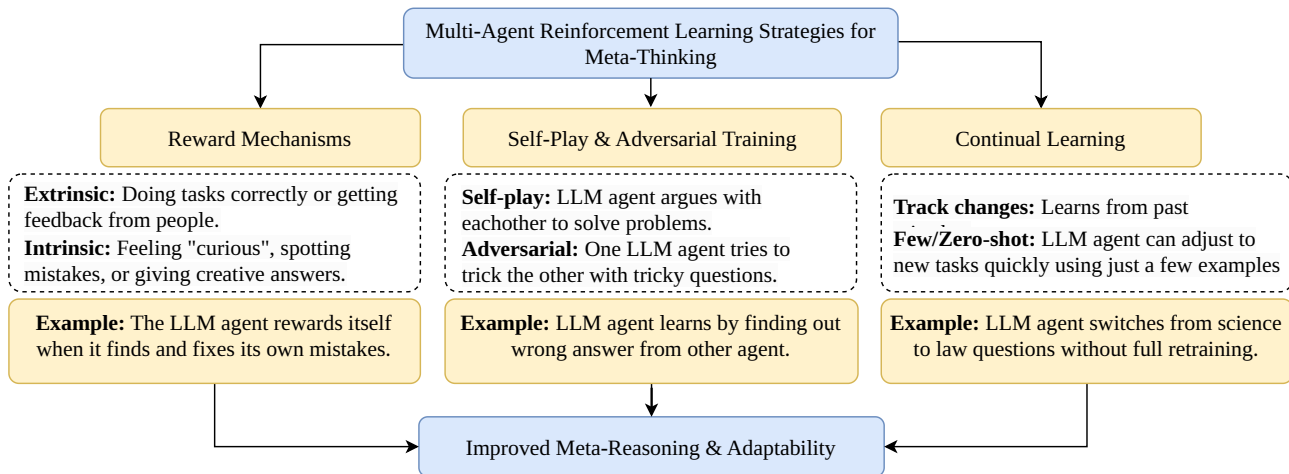 Multi-Agent Reinforcement Learning Strategies for
Meta-Thinking
Reward Mechanisms
Self-Play & Adversarial Training
Continual Learning
Extrinsic: Doing tasks correctly or getting
feedback from people.
Intrinsic: Feeling "curious", spotting
mistakes, or giving creative answers.
Self-play: LLM agent argues with
eachother to solve problems.
Adversarial: One LLM agent tries to
trick the other with tricky questions.
Track changes: Learns from past
Few/Zero-shot: LLM agent can adjust to
new tasks quickly using just a few examples
Example: The LLM agent rewards itself
when it finds and fixes its own mistakes.
Example: LLM agent learns by finding out
wrong answer from other agent.
Example: LLM agent switches from science
to law questions without full retraining.
Improved Meta-Reasoning & Adaptability